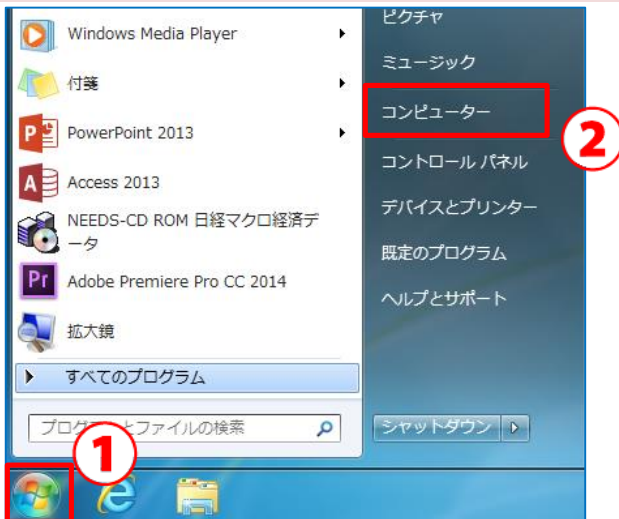 Windows Media Player
付箋
PowerPoint 2013
Access 2013
NEEDS-CD ROM 日経マクロ経済デ
ータ
Adobe Premiere Pro CC 2014
拡大鏡
すべてのプログラム
とファイルの検索
ピクチャ
ミュージック
コンピューター
コントロール パネル
デバイスとプリンター
既定のプログラム
ヘルプとサポート
シャットダウン
1
2